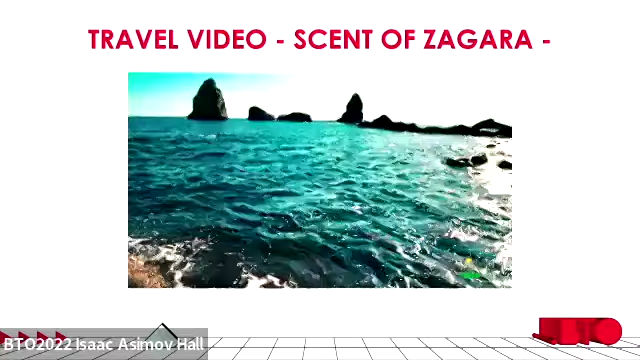 TRAVEL VIDEO - SCENT OF ZAGARA -
BTO2022 Isaac Asimov Hall
BTO